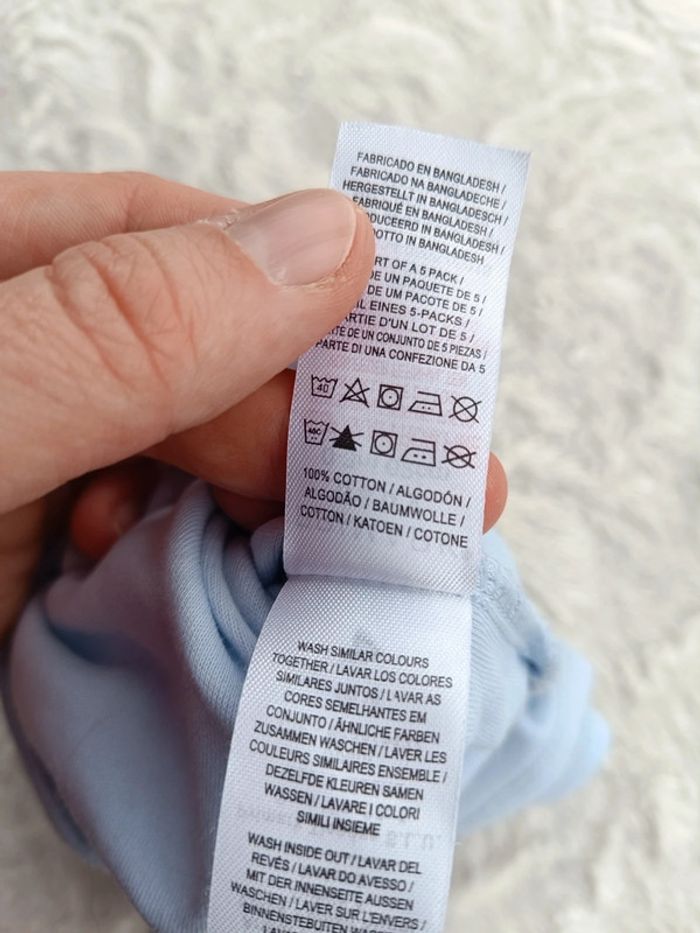 FABRICADO EN BANGLADESH /
FABRICADO NA BANGLADECHE /
HERGESTELLT IN BANGLADESCH /
FABRIQUÉ EN BANGLADESH /
IN BANGLADESH /
IN BANGLADESH
OF A 5 PACK /
DE UN PAQUETE DE 5 /
DE UM PACOTE DE 5 /
EINES 5-PACKS /
D'UN LOT DE 5 /
DE UN CONJUNTO DE 5 PIEZAS /
PARTE DI UNA CONFEZIONE DA 5
40
40C
100% COTTON / ALGODÓN /
ALGODÃO / BAUMWOLLE /
COTTON / KATOEN / COTONE
WASH SIMILAR COLOURS
TOGETHER / LAVAR LOS COLORES
SIMILARES JUNTOS / LAVAR AS
CORES SEMELHANTES EM
CONJUNTO / ÄHNLICHE FARBEN
ZUSAMMEN WASCHEN / LAVER LES
COULEURS SIMILAIRES ENSEMBLE /
DEZELFDE KLEUREN SAMEN
WASSEN / LAVARE I COLORI
SIMILI INSIEME
WASH INSIDE OUT / LAVAR DEL
REVÉS / LAVAR DO AVESSO /
MIT DER INNENSEITE AUSSEN
WASCHEN / LAVER SUR L'ENVERS /
BINNENSTEBUITEN